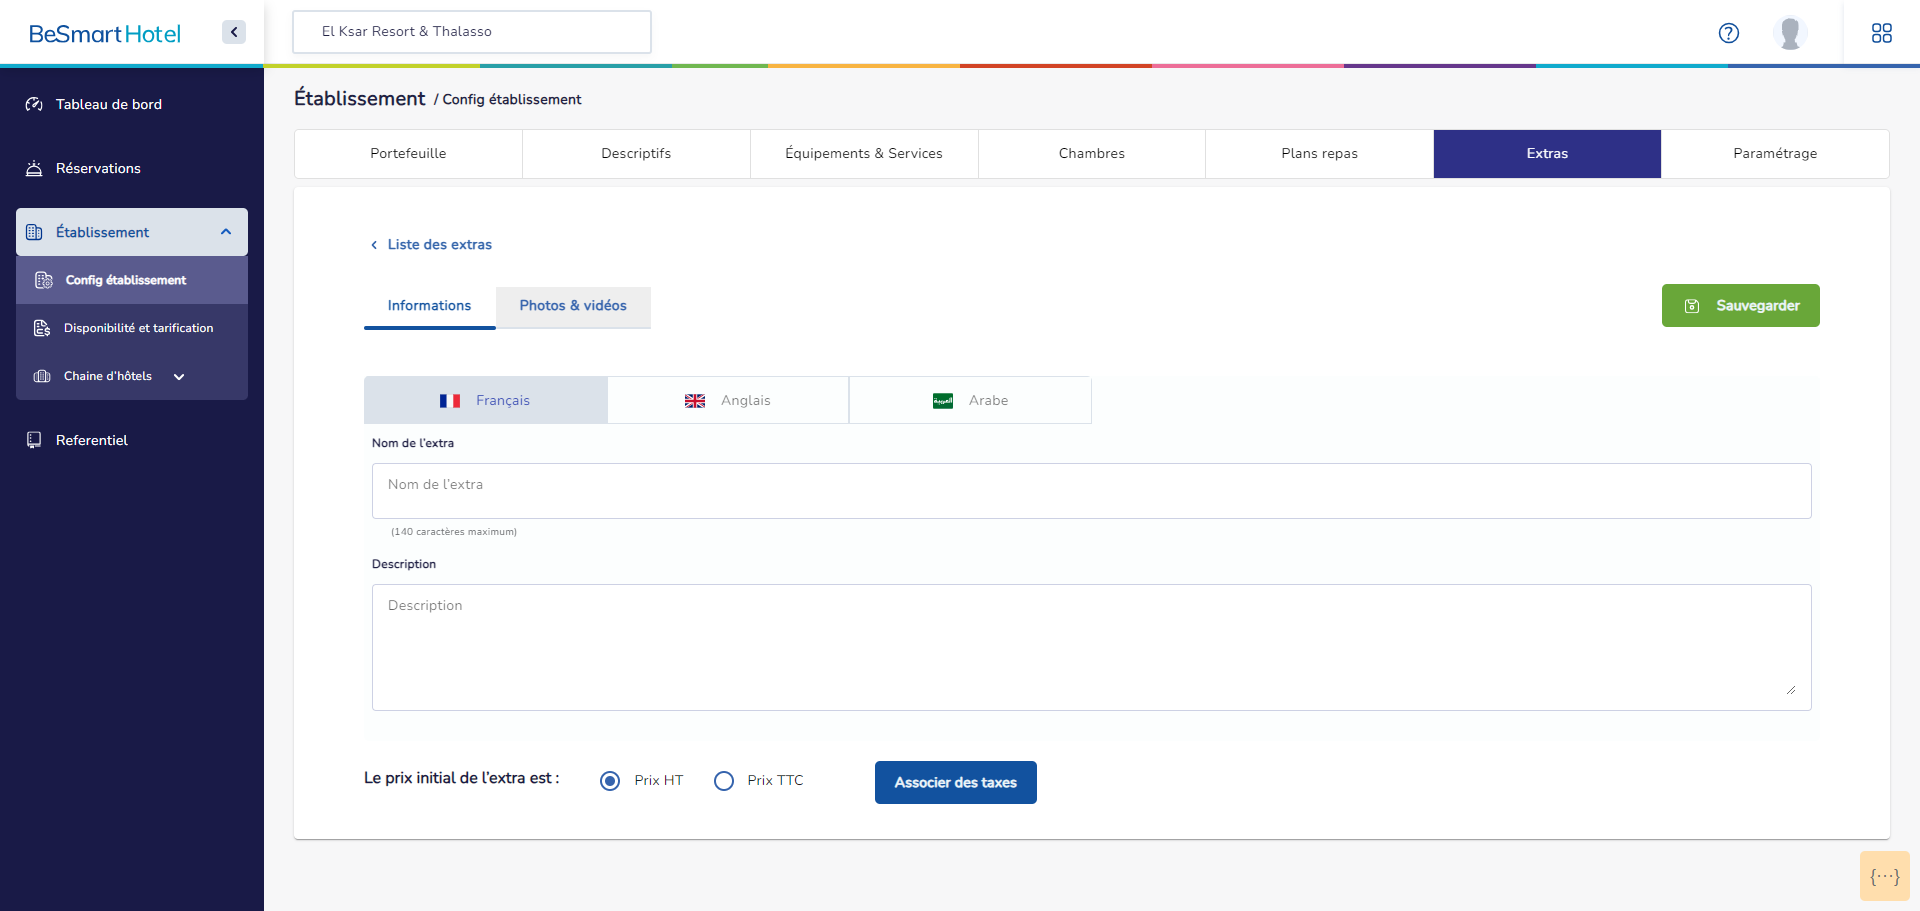 BeSmart Hotel
El Ksar Resort & Thalasso
Tableau de bord
Réservations
Établissement
Config établissement
Disponibilité et tarification
Chaine d'hôtels
Referentiel
Établissement / Config établissement
Portefeuille
Descriptifs
Équipements & Services
Chambres
Plans repas
Extras
Paramétrage
Liste des extras
Informations
Photos & vidéos
Sauvegarder
Français
Anglais
Arabe
Nom de l'extra
Nom de l'extra
(140 caractères maximum)
Description
Description
Le prix initial de l'extra est :
Prix HT
Prix TTC
Associer des taxes
{···}